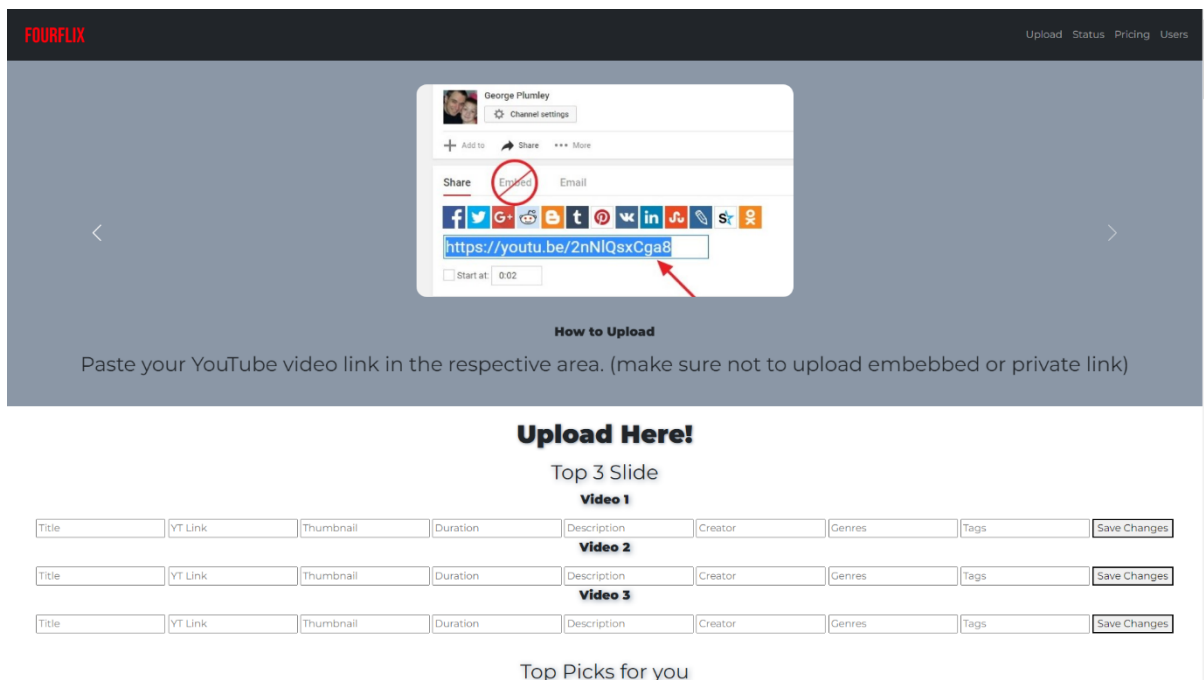 FOURFLIX
Upload Status Pricing Users
George Plumley
Channel settings
Add to Share ••• More
Share Embed Email
https://youtu.be/2nNlQsxCga8
Start at: 0:02
How to Upload
Paste your YouTube video link in the respective area. (make sure not to upload embebbed or private link)
Upload Here!
Top 3 Slide
Video 1
Title YT Link Thumbnail Duration Description Creator Genres Tags Save Changes
Video 2
Title YT Link Thumbnail Duration Description Creator Genres Tags Save Changes
Video 3
Title YT Link Thumbnail Duration Description Creator Genres Tags Save Changes
Top Picks for you